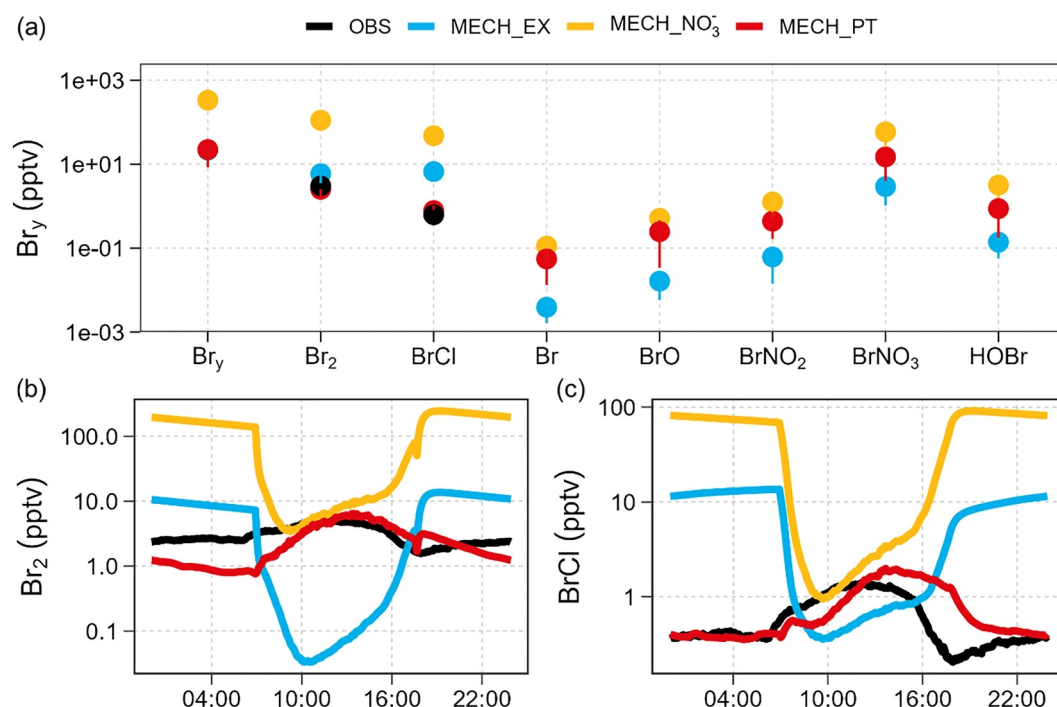 (a)
OBS MECH_EX MECH_NO₃⁻ MECH_PT
Br_y (pptv)
1e+03
1e+01
1e-01
1e-03
Br_y Br₂ BrCl Br BrO BrNO₂ BrNO₃ HOBr
(b)
Br₂ (pptv)
100.0
10.0
1.0
0.1
04:00 10:00 16:00 22:00
(c)
BrCl (pptv)
100
10
1
04:00 10:00 16:00 22:00